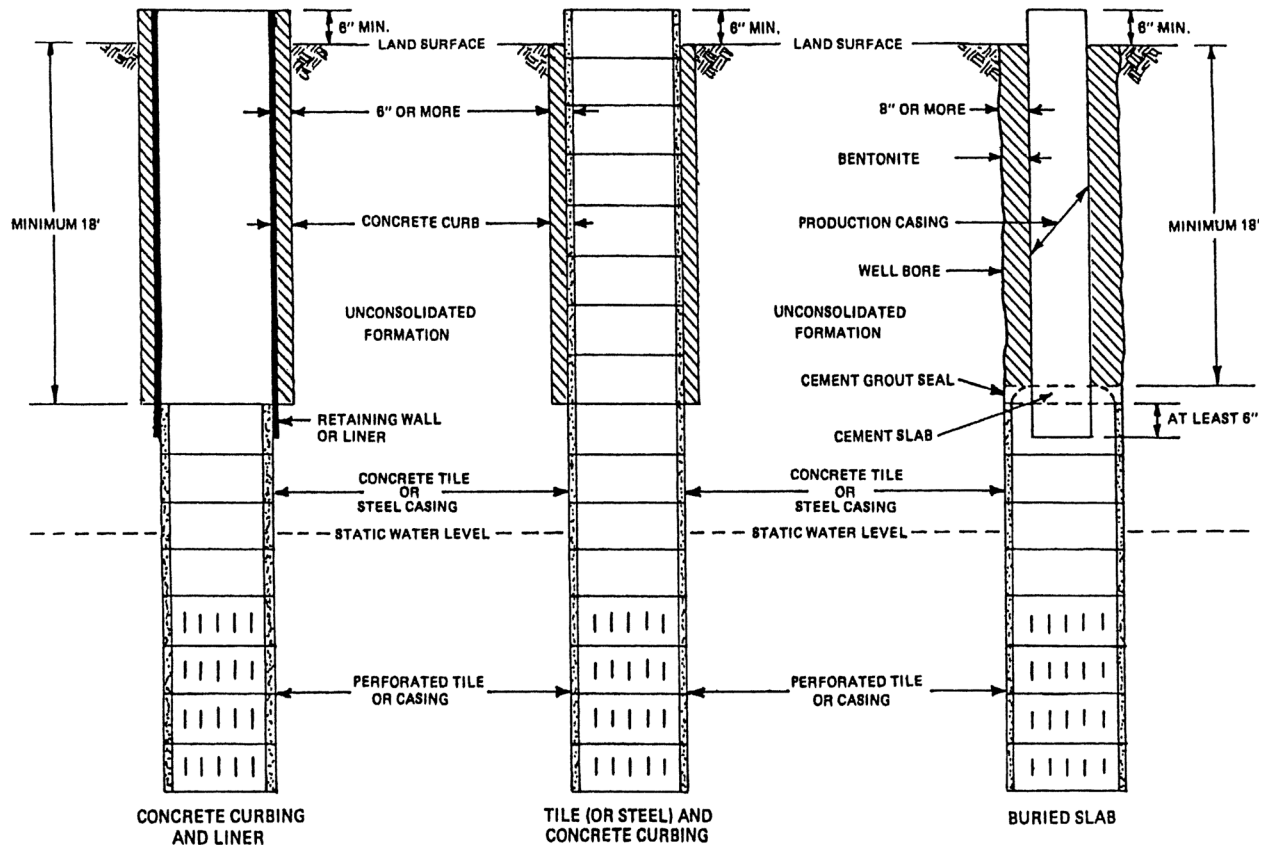 6" MIN.
6" MIN.
6" MIN.
LAND SURFACE
LAND SURFACE
6" OR MORE
8" OR MORE
BENTONITE
MINIMUM 18'
CONCRETE CURB
PRODUCTION CASING
MINIMUM 18'
WELL BORE
UNCONSOLIDATED
FORMATION
UNCONSOLIDATED
FORMATION
CEMENT GROUT SEAL
RETAINING WALL
OR LINER
CEMENT SLAB
AT LEAST 6"
CONCRETE TILE
OR
STEEL CASING
CONCRETE TILE
OR
STEEL CASING
STATIC WATER LEVEL
STATIC WATER LEVEL
PERFORATED TILE
OR CASING
PERFORATED TILE
OR CASING
CONCRETE CURBING
AND LINER
TILE (OR STEEL) AND
CONCRETE CURBING
BURIED SLAB